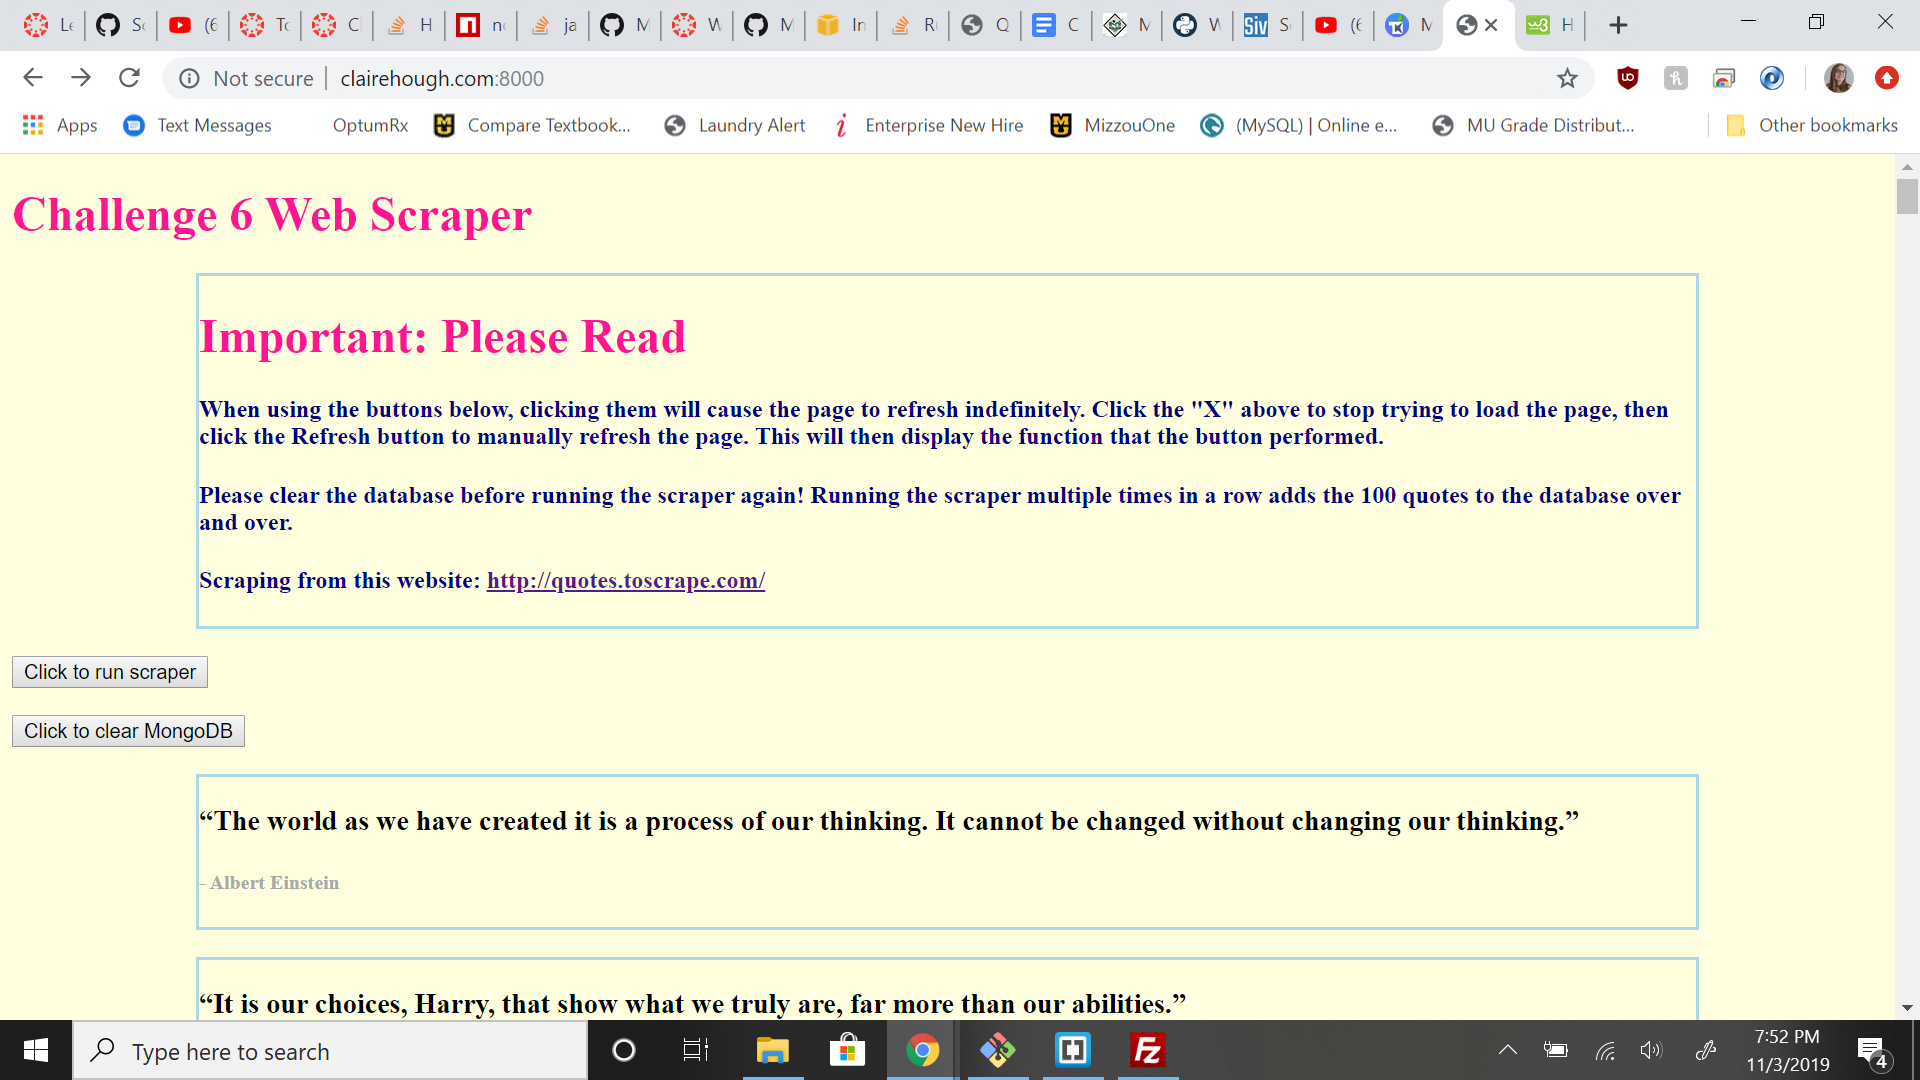 Le
Sc
(6
To
Cl
H
no
ja
M
W
M
In
Ru
Q
C
M
W
Siv
S
(6
M
w3
H
Not secure
clairehough.com:8000
Apps
Text Messages
OptumRx
Compare Textbook...
Laundry Alert
Enterprise New Hire
MizzouOne
(MySQL) | Online e...
MU Grade Distribut...
Other bookmarks
Challenge 6 Web Scraper
Important: Please Read
When using the buttons below, clicking them will cause the page to refresh indefinitely. Click the "X" above to stop trying to load the page, then
click the Refresh button to manually refresh the page. This will then display the function that the button performed.
Please clear the database before running the scraper again! Running the scraper multiple times in a row adds the 100 quotes to the database over
and over.
Scraping from this website: http://quotes.toscrape.com/
Click to run scraper
Click to clear MongoDB
“The world as we have created it is a process of our thinking. It cannot be changed without changing our thinking.”
- Albert Einstein
“It is our choices, Harry, that show what we truly are, far more than our abilities.”
Type here to search
7:52 PM
11/3/2019
4